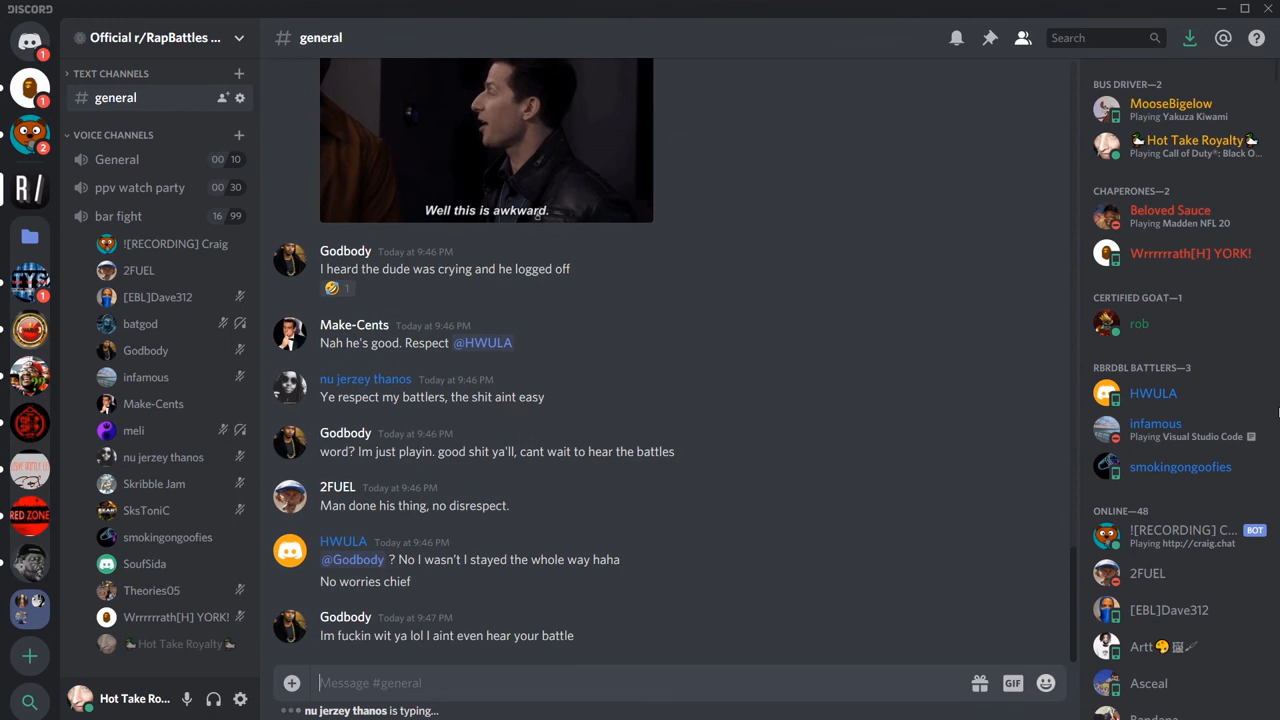 DISCORD
1
1
2
R/
1
RED ZONE
Official r/RapBattles ...
TEXT CHANNELS
general
VOICE CHANNELS
General 00 10
ppv watch party 00 30
bar fight 16 99
![RECORDING] Craig
2FUEL
[EBL]Dave312
batgod
Godbody
infamous
Make-Cents
meli
nu jerzey thanos
Skribble Jam
SksToniC
smokingongoofies
SoufSida
Theories05
Wrrrrrrath[H] YORK!
Hot Take Royalty
Hot Take Ro...
# general
Search
Well this is awkward.
Godbody Today at 9:46 PM
I heard the dude was crying and he logged off
🤣 1
Make-Cents Today at 9:46 PM
Nah he's good. Respect @HWULA
nu jerzey thanos Today at 9:46 PM
Ye respect my battlers, the shit aint easy
Godbody Today at 9:46 PM
word? Im just playin. good shit ya'll, cant wait to hear the battles
2FUEL Today at 9:46 PM
Man done his thing, no disrespect.
HWULA Today at 9:46 PM
@Godbody ? No I wasn't I stayed the whole way haha
No worries chief
Godbody Today at 9:47 PM
Im fuckin wit ya lol I aint even hear your battle
Message #general
GIF
nu jerzey thanos is typing...
BUS DRIVER—2
MooseBigelow
Playing Yakuza Kiwami
Hot Take Royalty
Playing Call of Duty®: Black O...
CHAPERONES—2
Beloved Sauce
Playing Madden NFL 20
Wrrrrrrath[H] YORK!
CERTIFIED GOAT—1
rob
RBRDBL BATTLERS—3
HWULA
infamous
Playing Visual Studio Code
smokingongoofies
ONLINE—48
![RECORDING] C... BOT
Playing http://craig.chat
2FUEL
[EBL]Dave312
Artt
Asceal